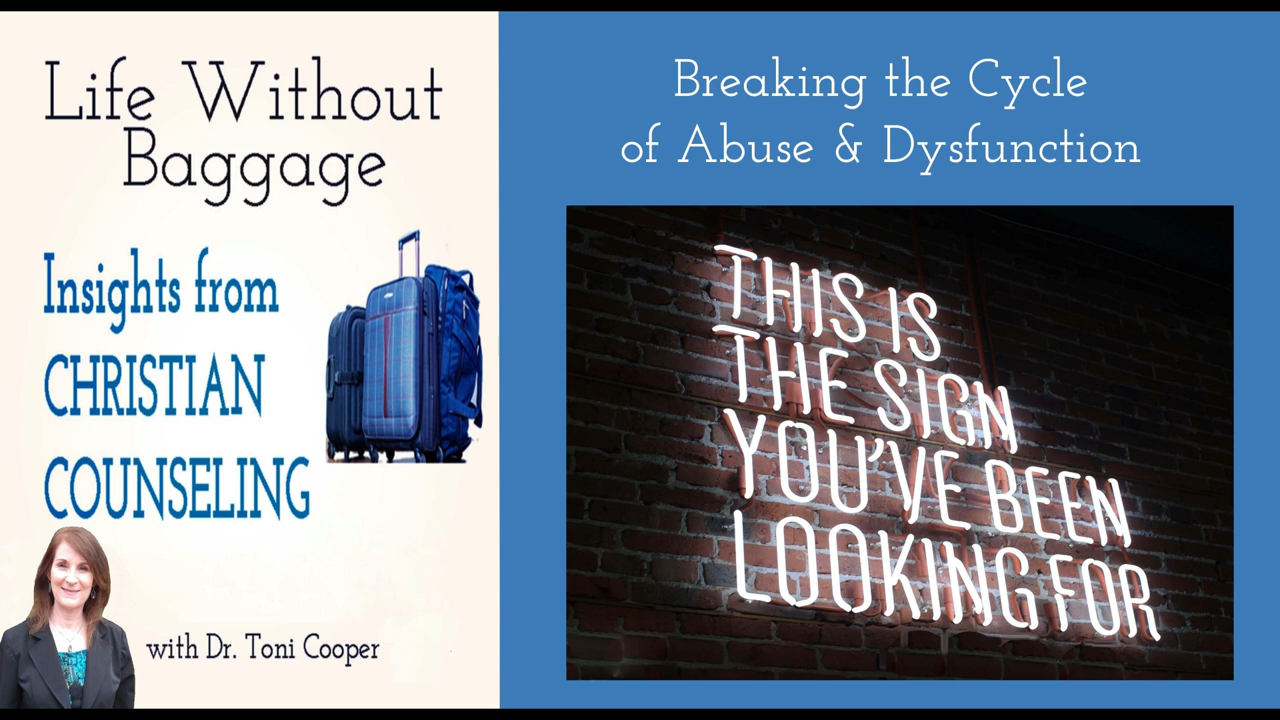 Life Without
Baggage
Insights from
CHRISTIAN
COUNSELING
with Dr. Toni Cooper
Breaking the Cycle
of Abuse & Dysfunction
THIS IS
THE SIGN
YOU'VE BEEN
LOOKING FOR